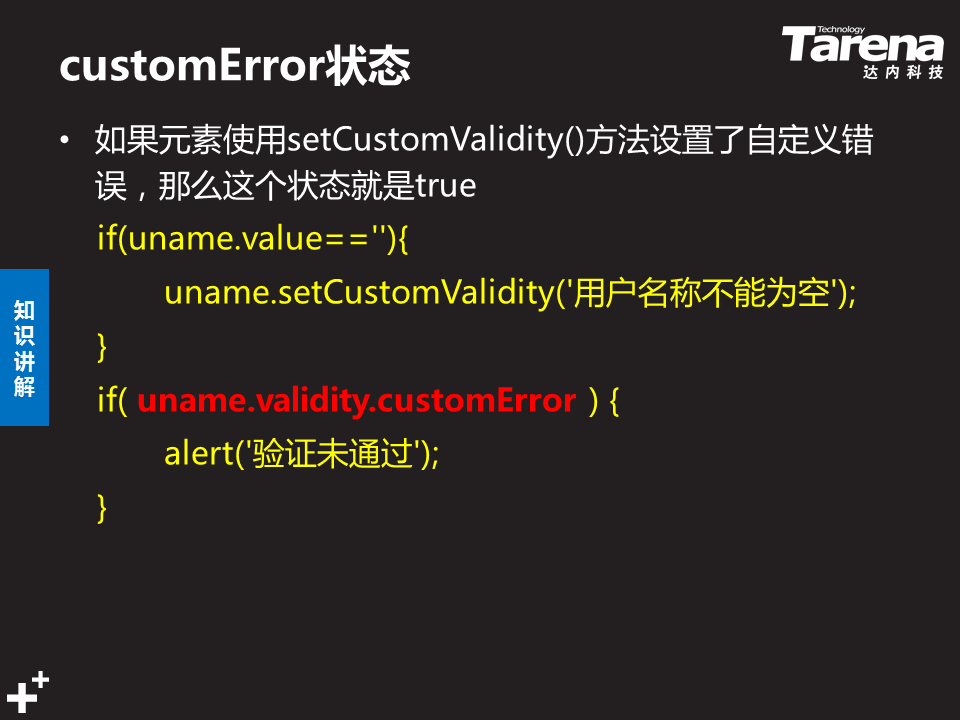 customError状态
Technology
Tarena
达内科技
• 如果元素使用setCustomValidity()方法设置了自定义错
误，那么这个状态就是true
if(uname.value==''){
uname.setCustomValidity('用户名称不能为空');
}
if( uname.validity.customError ) {
alert('验证未通过');
}
知
识
讲
解